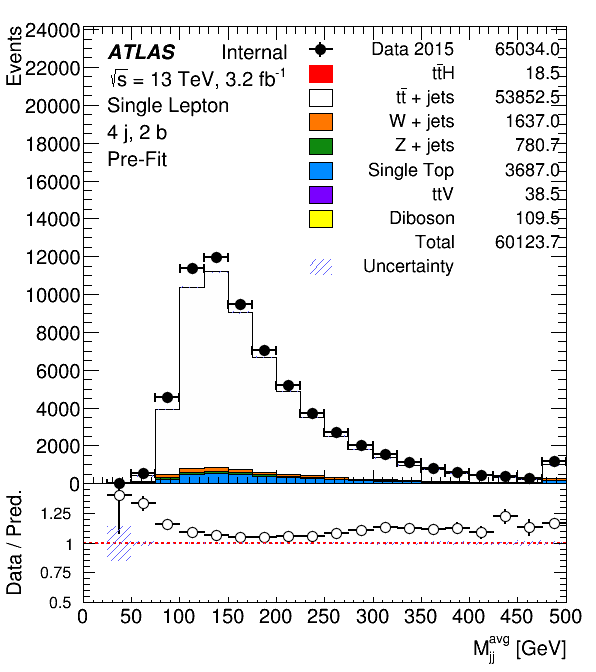 Events
24000
22000
20000
18000
16000
14000
12000
10000
8000
6000
4000
2000
0
ATLAS Internal
√s = 13 TeV, 3.2 fb⁻¹
Single Lepton
4 j, 2 b
Pre-Fit
Data 2015 65034.0
tt̄H 18.5
tt̄ + jets 53852.5
W + jets 1637.0
Z + jets 780.7
Single Top 3687.0
ttV 38.5
Diboson 109.5
Total 60123.7
Uncertainty
Data / Pred.
1.25
1
0.75
0.5
0 50 100 150 200 250 300 350 400 450 500
M_jj^avg [GeV]